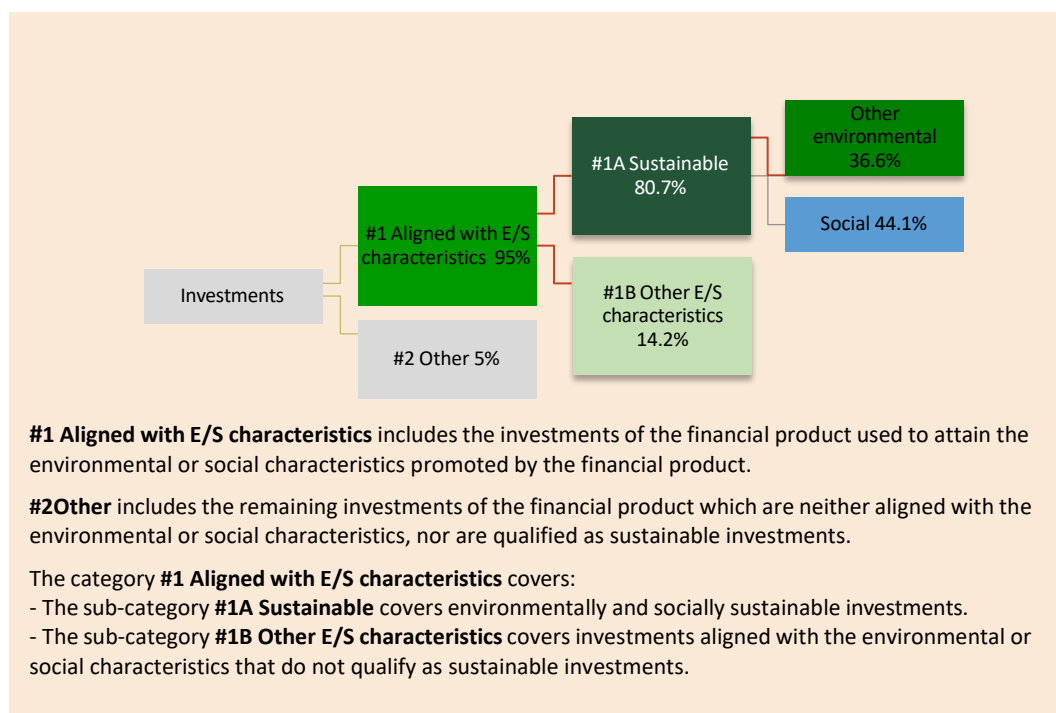 Investments
#1 Aligned with E/S
characteristics 95%
#2 Other 5%
#1A Sustainable
80.7%
#1B Other E/S
characteristics
14.2%
Other
environmental
36.6%
Social 44.1%
#1 Aligned with E/S characteristics includes the investments of the financial product used to attain the
environmental or social characteristics promoted by the financial product.
#2Other includes the remaining investments of the financial product which are neither aligned with the
environmental or social characteristics, nor are qualified as sustainable investments.
The category #1 Aligned with E/S characteristics covers:
- The sub-category #1A Sustainable covers environmentally and socially sustainable investments.
- The sub-category #1B Other E/S characteristics covers investments aligned with the environmental or
social characteristics that do not qualify as sustainable investments.